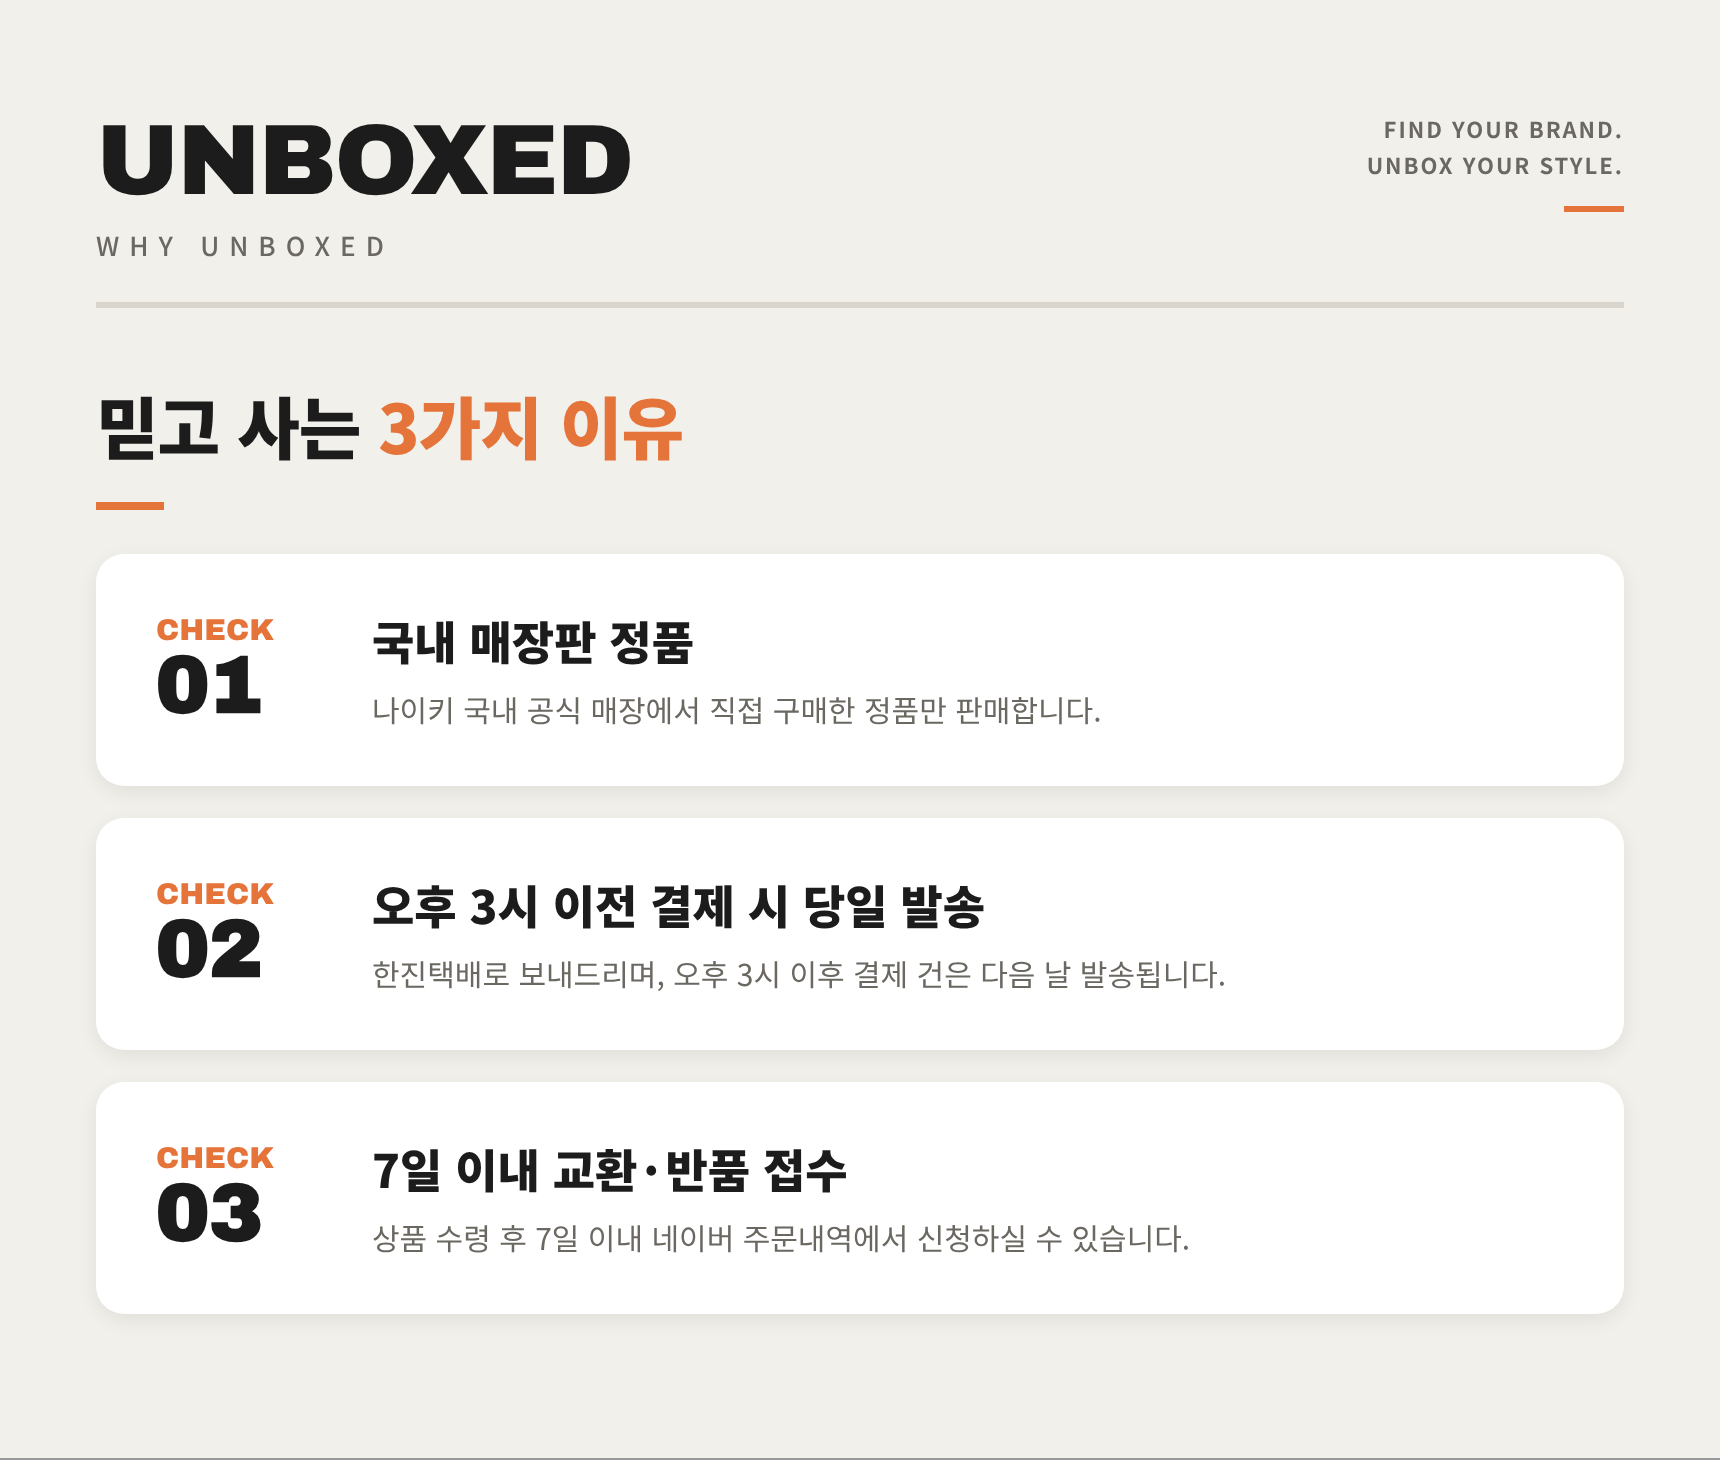 UNBOXED
WHY UNBOXED
FIND YOUR BRAND.
UNBOX YOUR STYLE.
믿고 사는 3가지 이유
CHECK
01
국내 매장판 정품
나이키 국내 공식 매장에서 직접 구매한 정품만 판매합니다.
CHECK
02
오후 3시 이전 결제 시 당일 발송
한진택배로 보내드리며, 오후 3시 이후 결제 건은 다음 날 발송됩니다.
CHECK
03
7일 이내 교환·반품 접수
상품 수령 후 7일 이내 네이버 주문내역에서 신청하실 수 있습니다.